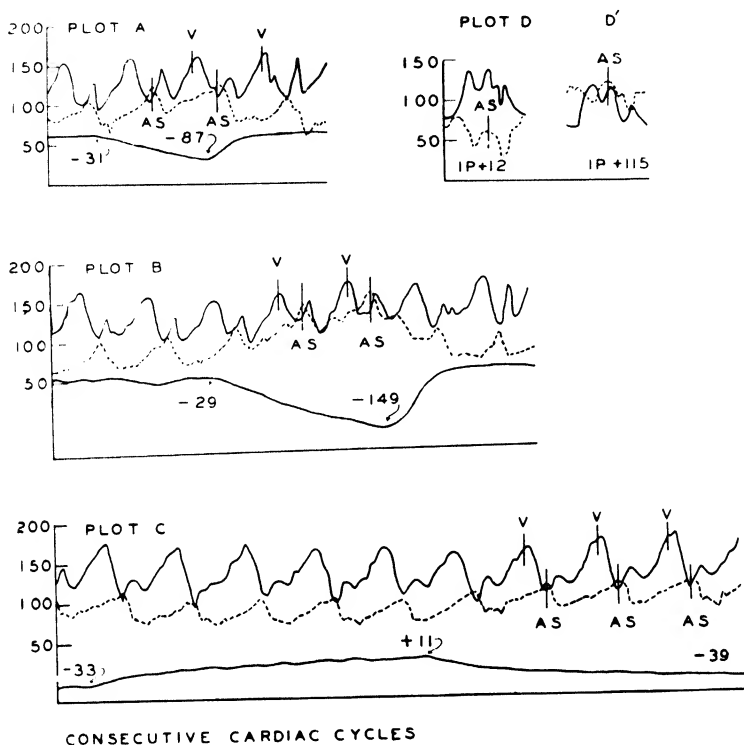 PLOT A
200
150
100
50
V
V
AS
AS
-31
-87
PLOT D
D′
150
100
50
AS
AS
IP+12
IP+115
PLOT B
200
150
100
50
V
V
AS
AS
-29
-149
PLOT C
200
150
100
50
V
V
V
AS
AS
AS
-33
+11
-39
CONSECUTIVE CARDIAC CYCLES